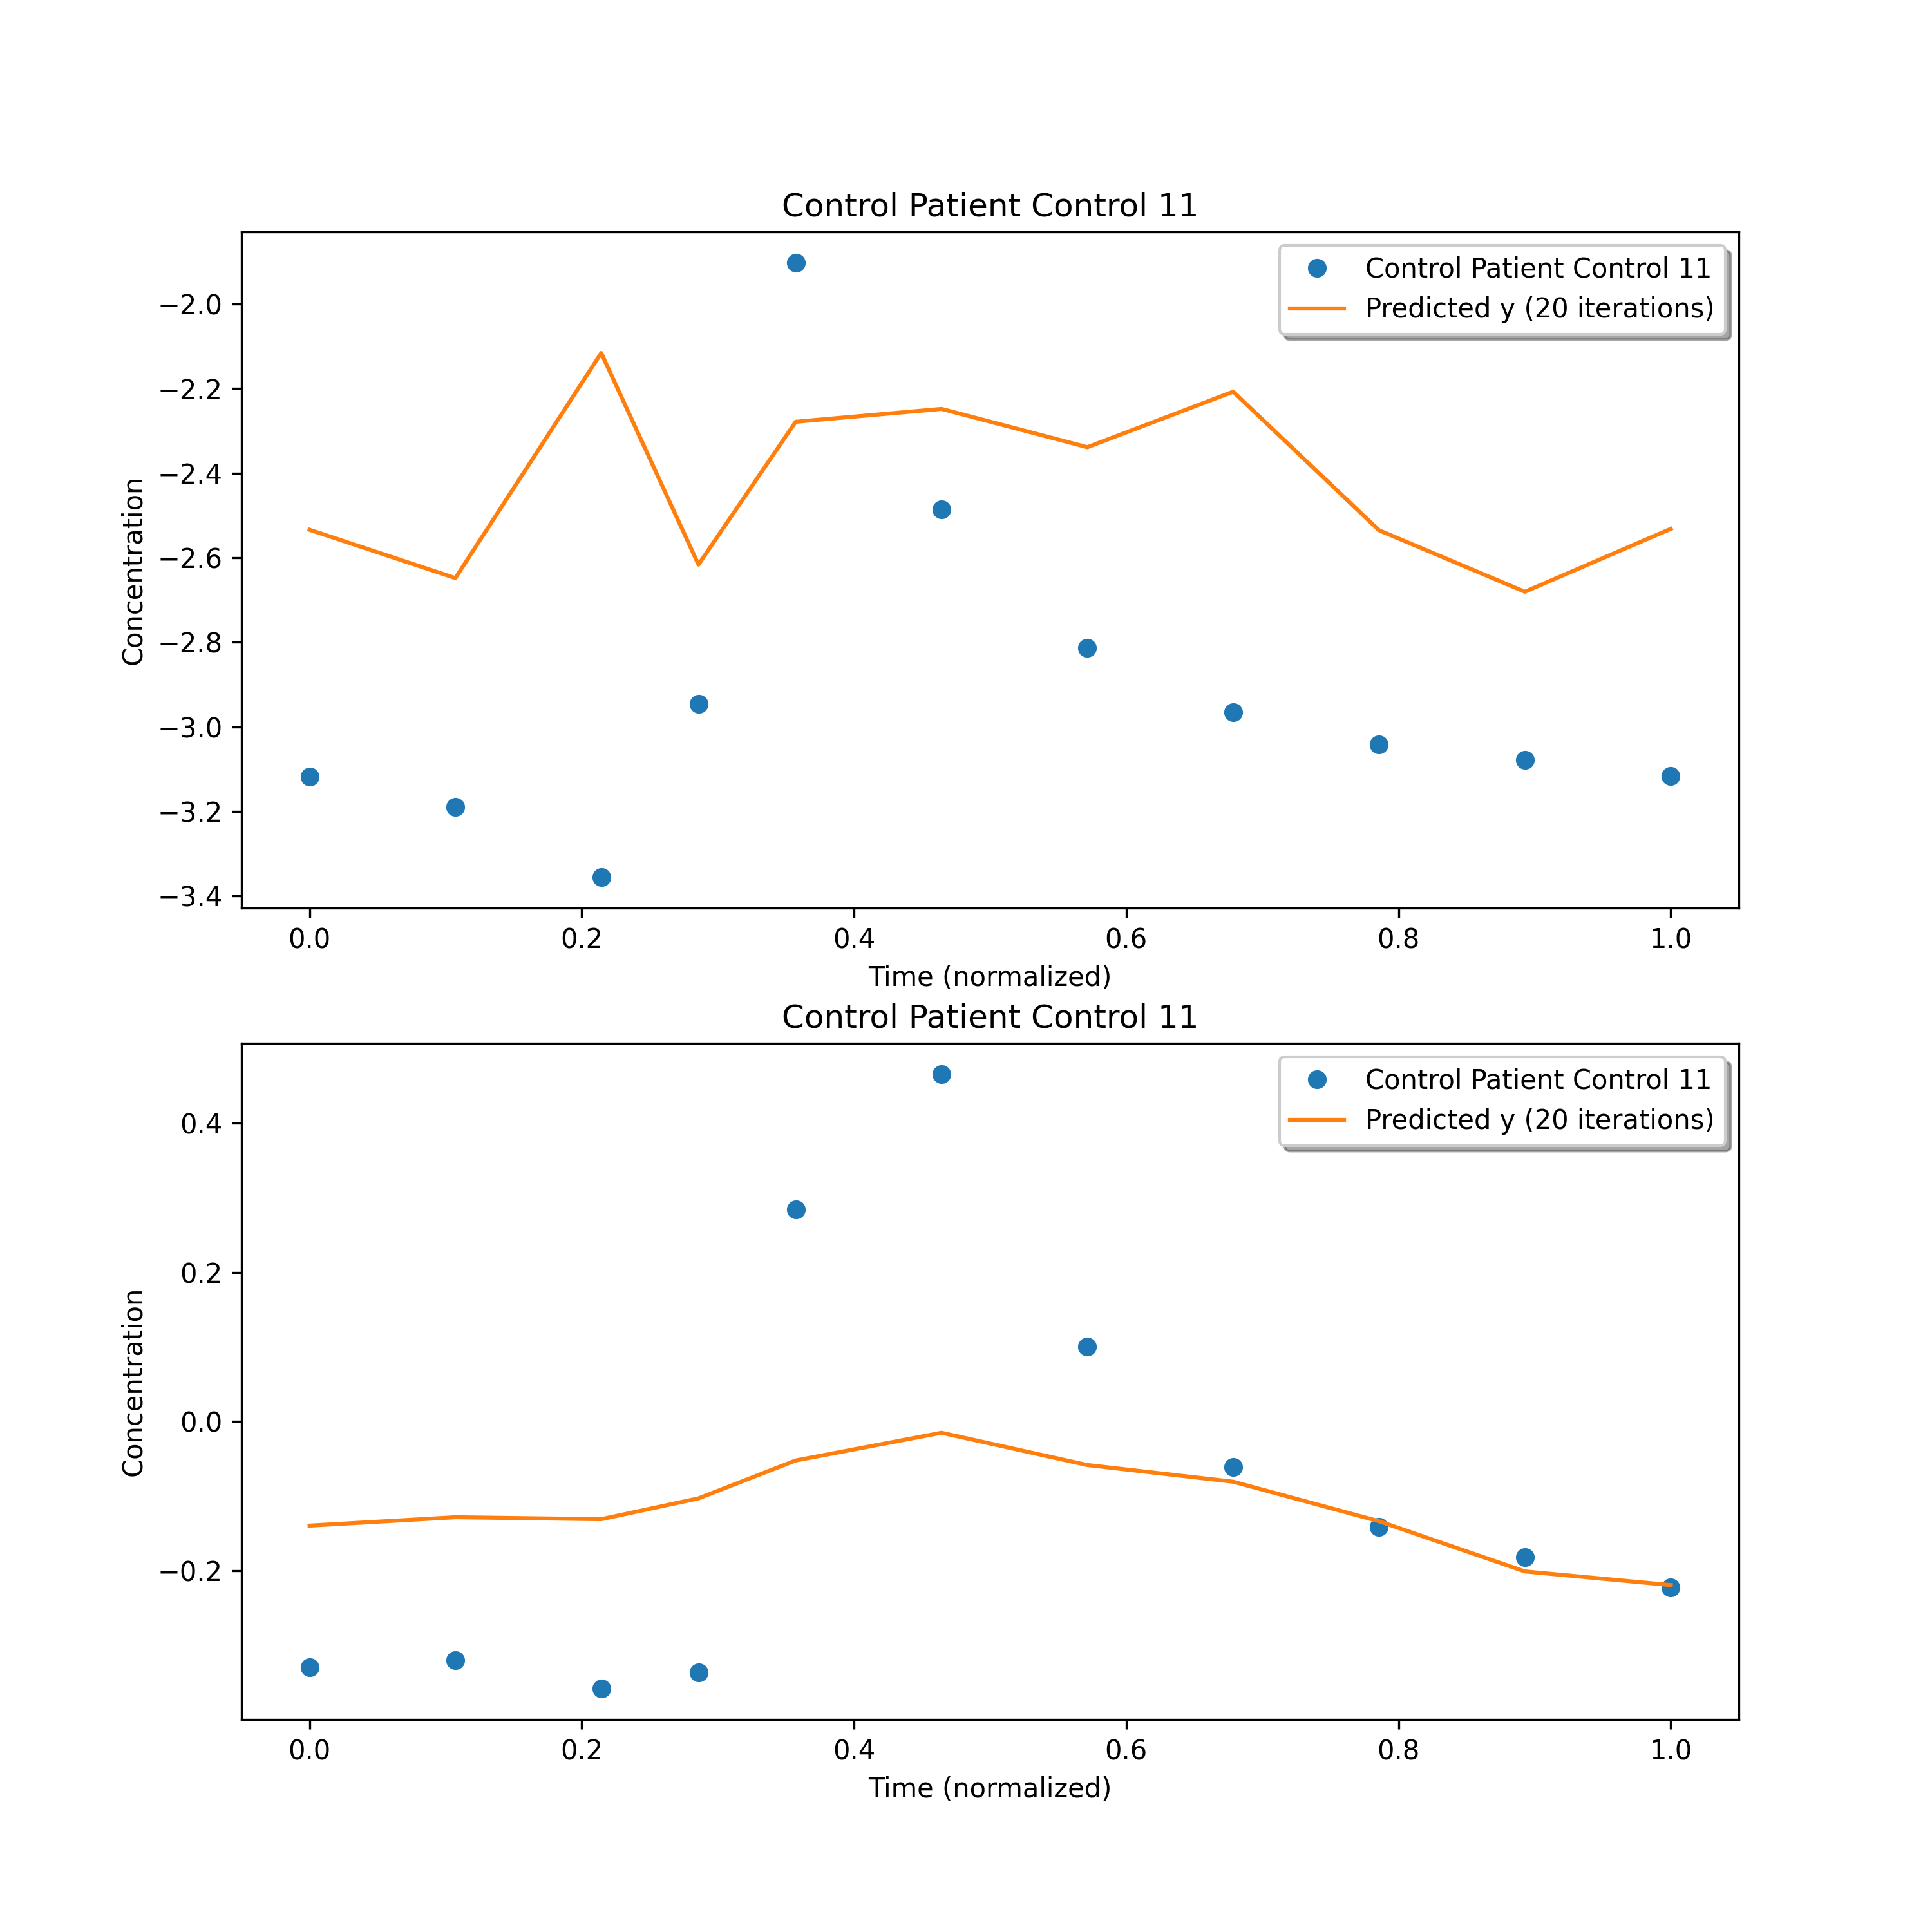 Control Patient Control 11
Control Patient Control 11
Predicted y (20 iterations)
−2.0
−2.2
−2.4
−2.6
−2.8
−3.0
−3.2
−3.4
Concentration
0.0 0.2 0.4 0.6 0.8 1.0
Time (normalized)
Control Patient Control 11
Control Patient Control 11
Predicted y (20 iterations)
0.4
0.2
0.0
−0.2
Concentration
0.0 0.2 0.4 0.6 0.8 1.0
Time (normalized)